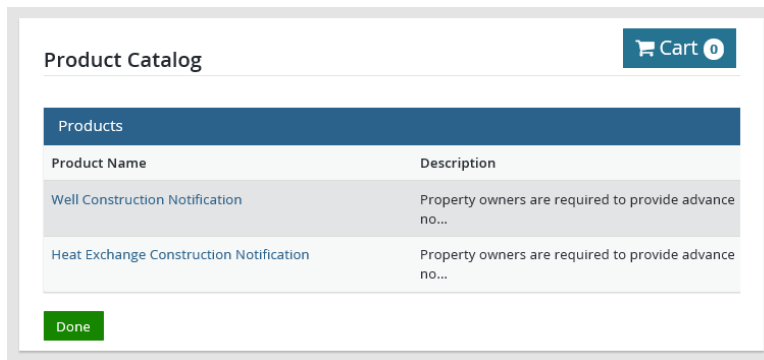 Cart 0
Product Catalog
Products
Product Name Description
Well Construction Notification Property owners are required to provide advance
no...
Heat Exchange Construction Notification Property owners are required to provide advance
no...
Done